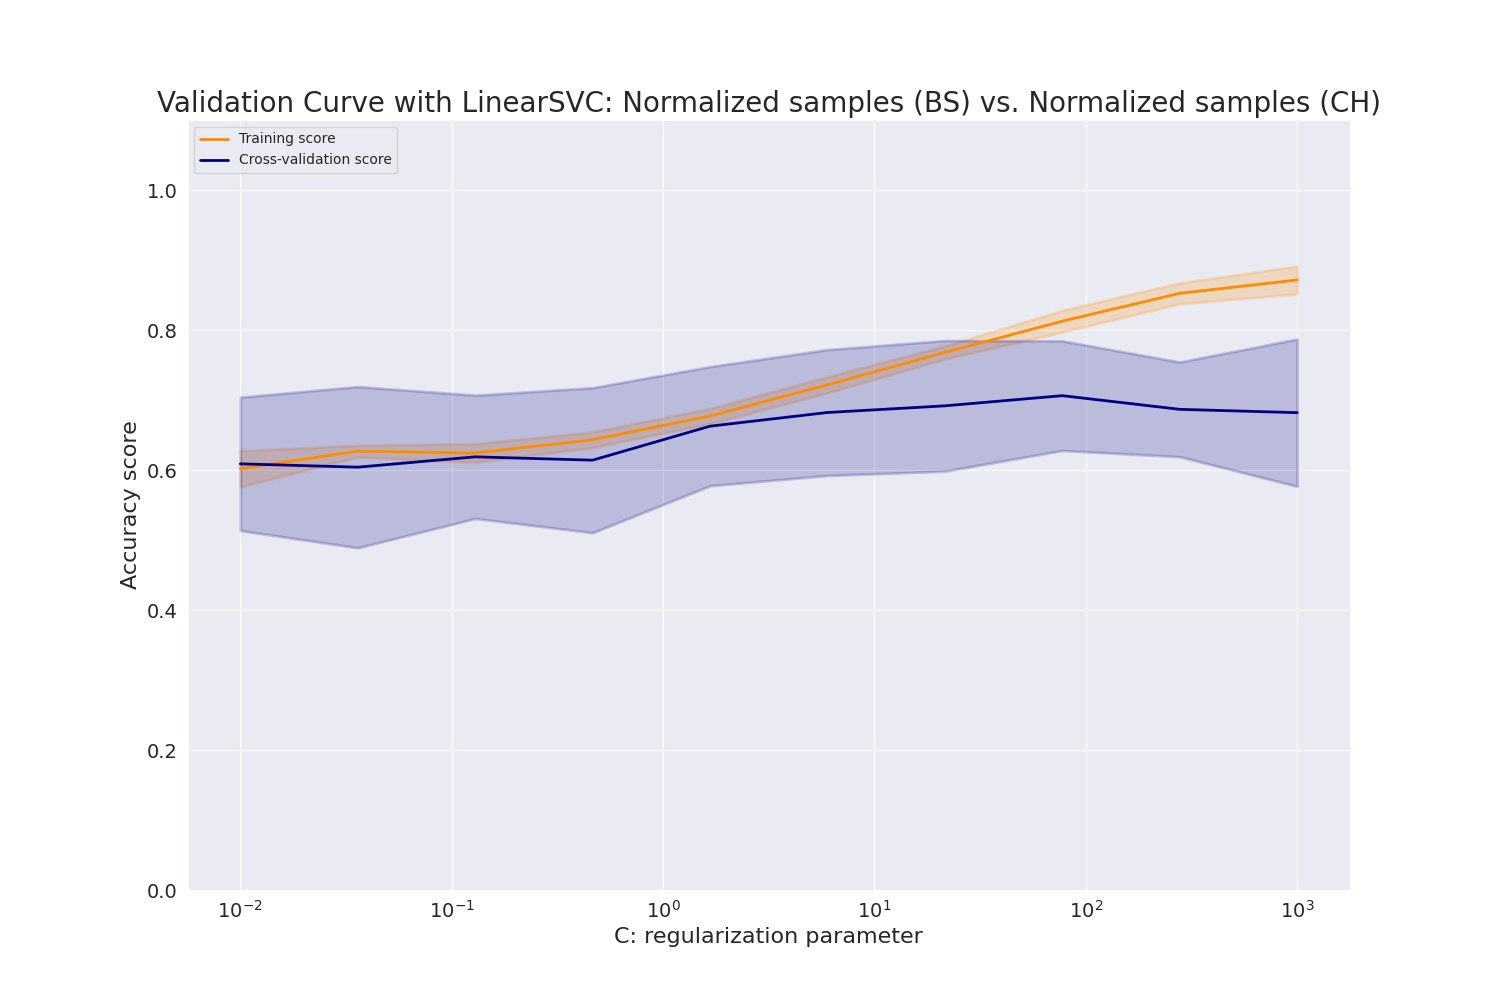 Validation Curve with LinearSVC: Normalized samples (BS) vs. Normalized samples (CH)
Training score
Cross-validation score
1.0
0.8
0.6
0.4
0.2
0.0
Accuracy score
10⁻² 10⁻¹ 10⁰ 10¹ 10² 10³
C: regularization parameter